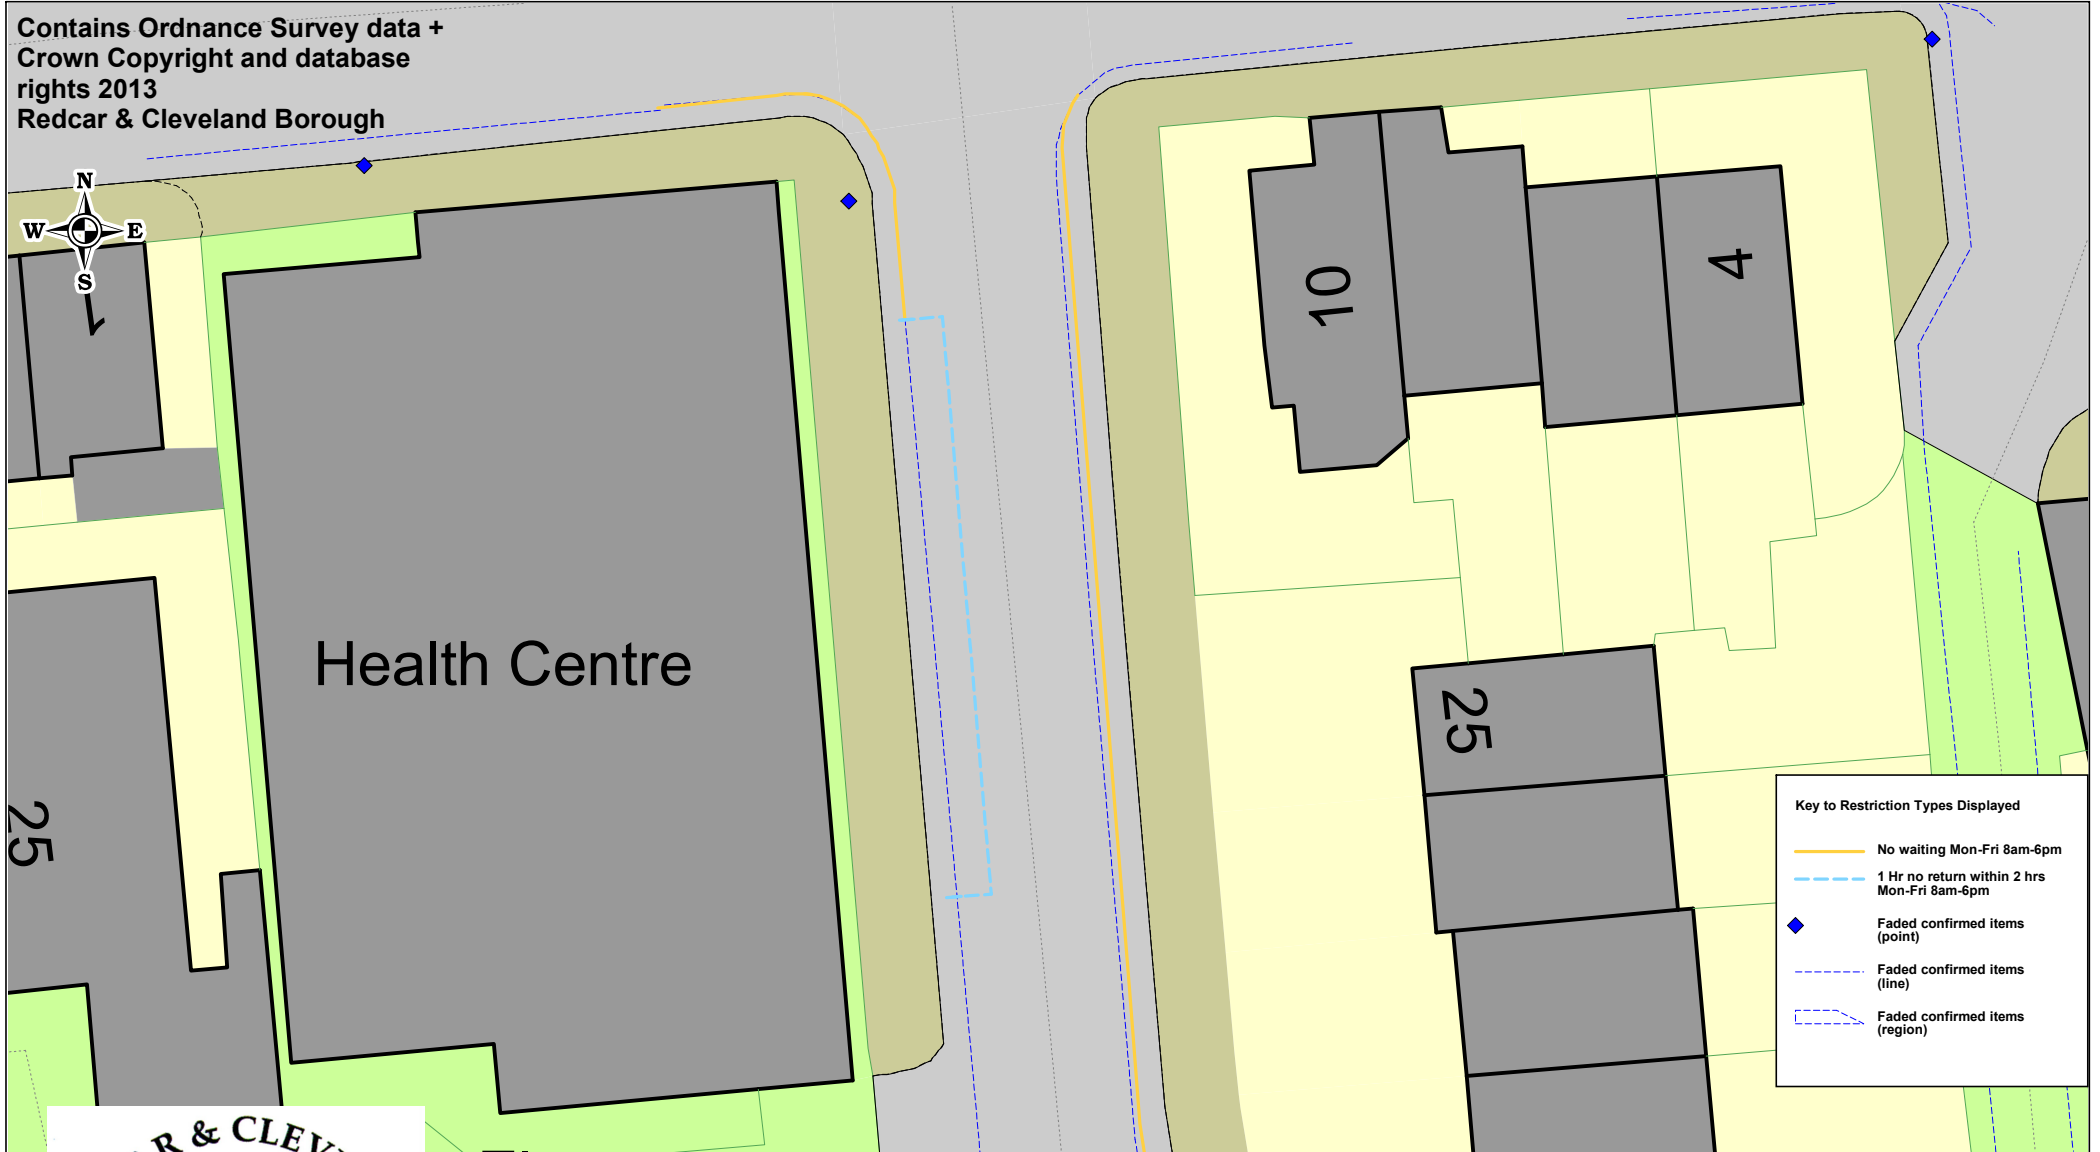 Contains Ordnance Survey data +
Crown Copyright and database
rights 2013
Redcar & Cleveland Borough
N
W E
S
1
10
4
Health Centre
25
25
Key to Restriction Types Displayed
No waiting Mon-Fri 8am-6pm
1 Hr no return within 2 hrs
Mon-Fri 8am-6pm
Faded confirmed items
(point)
Faded confirmed items
(line)
Faded confirmed items
(region)
R & CLEV